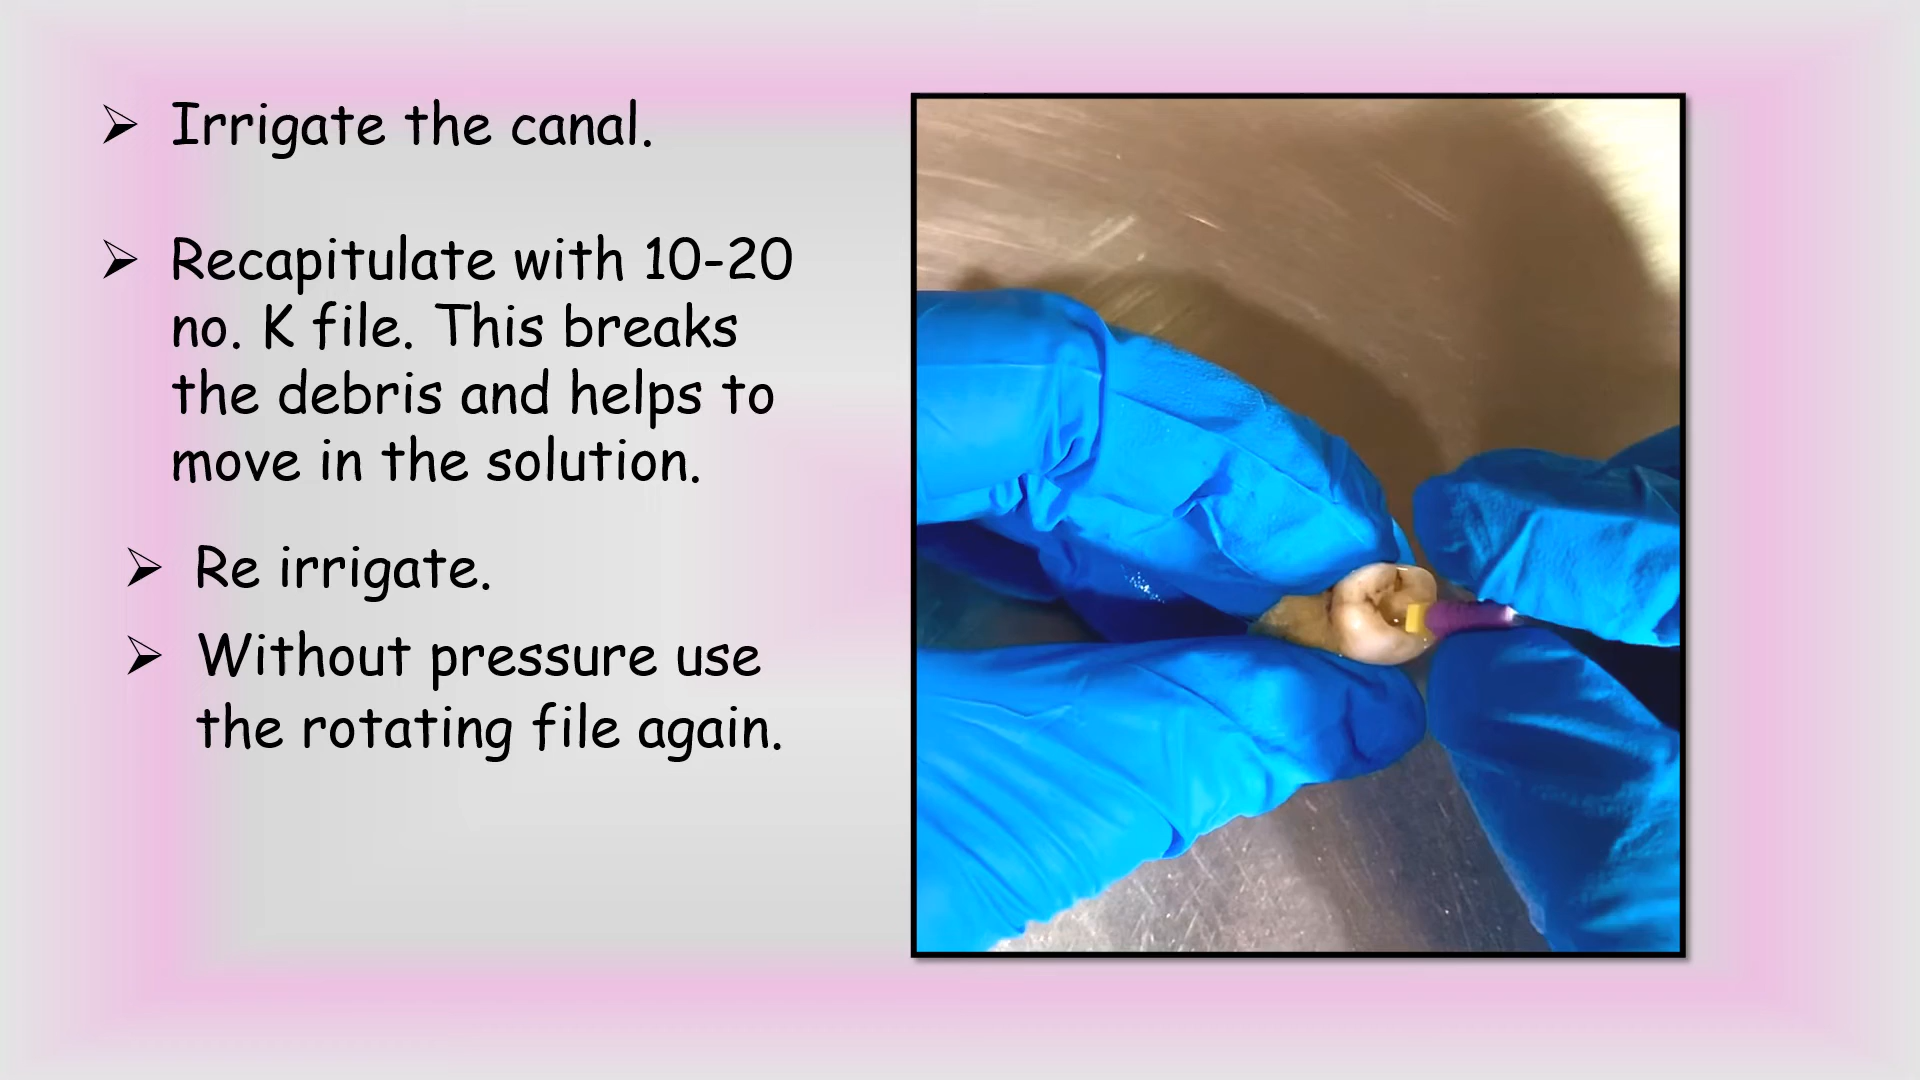 ➢ Irrigate the canal.
➢ Recapitulate with 10-20
no. K file. This breaks
the debris and helps to
move in the solution.
➢ Re irrigate.
➢ Without pressure use
the rotating file again.